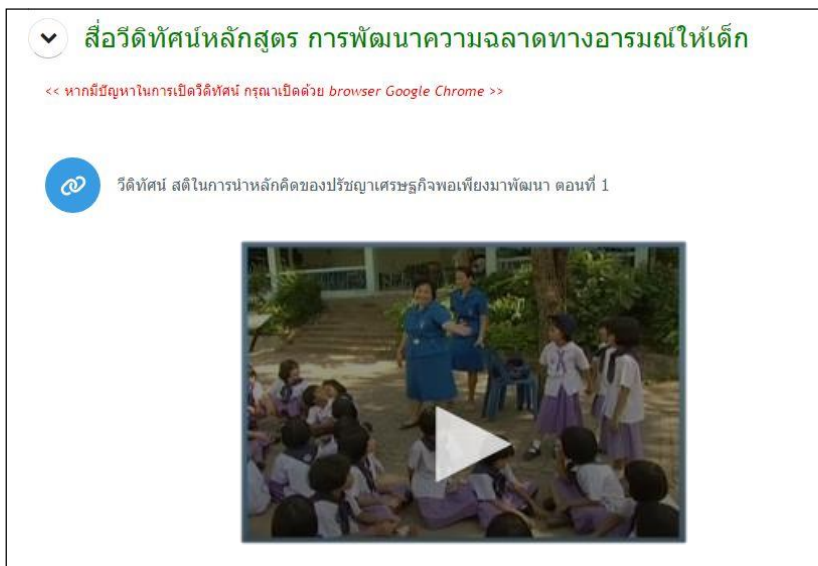 สื่อวีดิทัศน์หลักสูตร การพัฒนาความฉลาดทางอารมณ์ให้เด็ก
<< หากมีปัญหาในการเปิดวีดิทัศน์ กรุณาเปิดด้วย browser Google Chrome >>
วีดิทัศน์ สติในการนำหลักคิดของปรัชญาเศรษฐกิจพอเพียงมาพัฒนา ตอนที่ 1